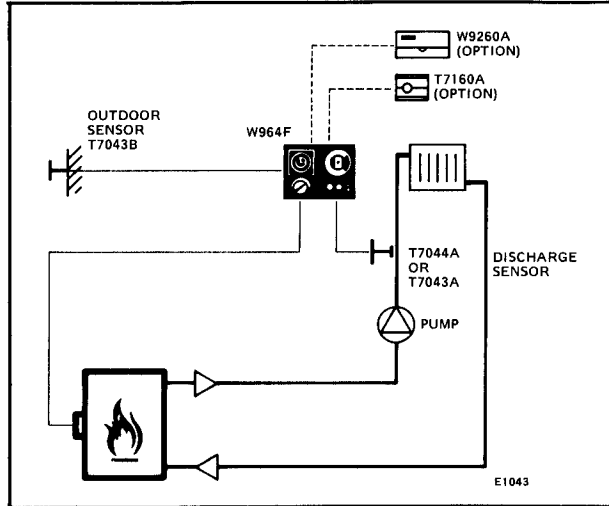 W9260A
(OPTION)
T7160A
(OPTION)
OUTDOOR
SENSOR
T7043B
W964F
T7044A
OR
T7043A
DISCHARGE
SENSOR
PUMP
E1043